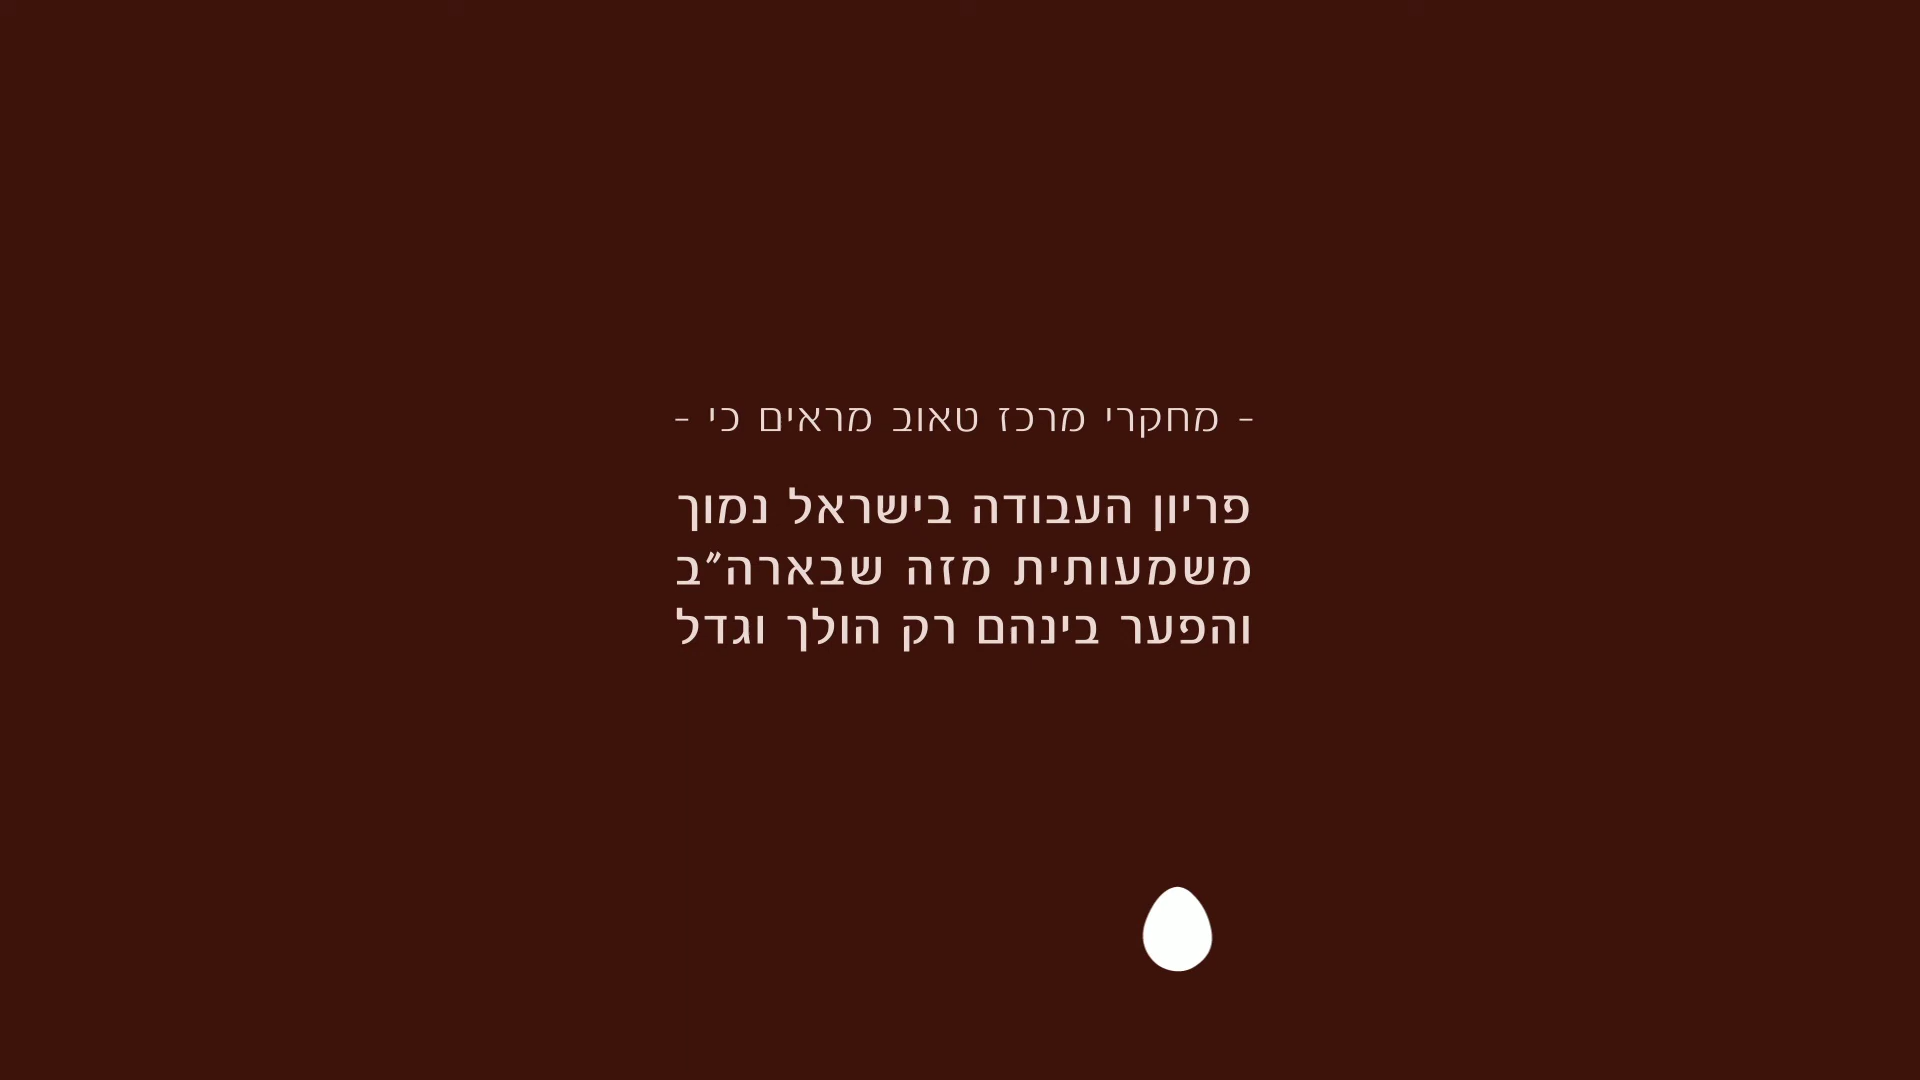 - מחקרי מרכז טאוב מראים כי -
פריון העבודה בישראל נמוך
משמעותית מזה שבארה״ב
והפער בינהם רק הולך וגדל